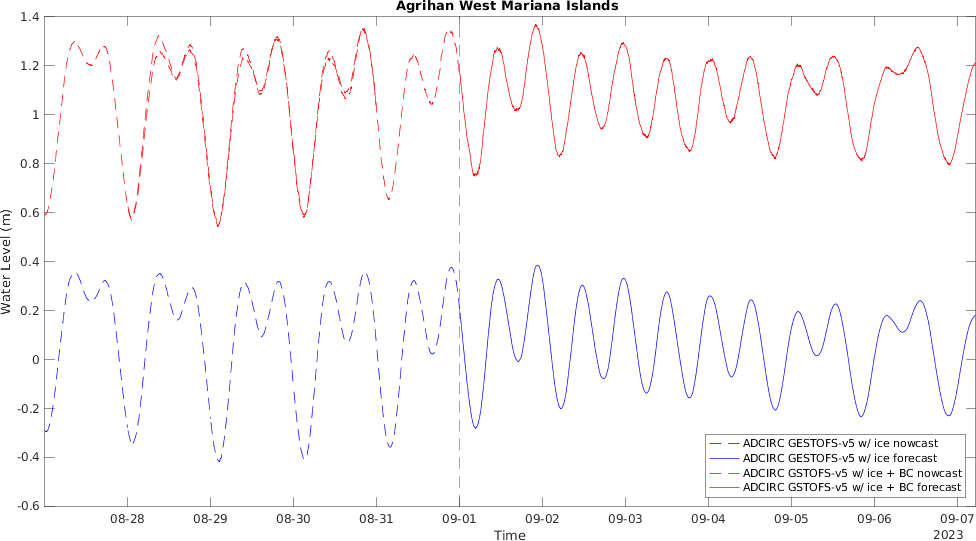 Agrihan West Mariana Islands
Water Level (m)
1.4
1.2
1
0.8
0.6
0.4
0.2
0
-0.2
-0.4
-0.6
ADCIRC GESTOFS-v5 w/ ice nowcast
ADCIRC GESTOFS-v5 w/ ice forecast
ADCIRC GSTOFS-v5 w/ ice + BC nowcast
ADCIRC GSTOFS-v5 w/ ice + BC forecast
08-28 08-29 08-30 08-31 09-01 09-02 09-03 09-04 09-05 09-06 09-07
Time 2023